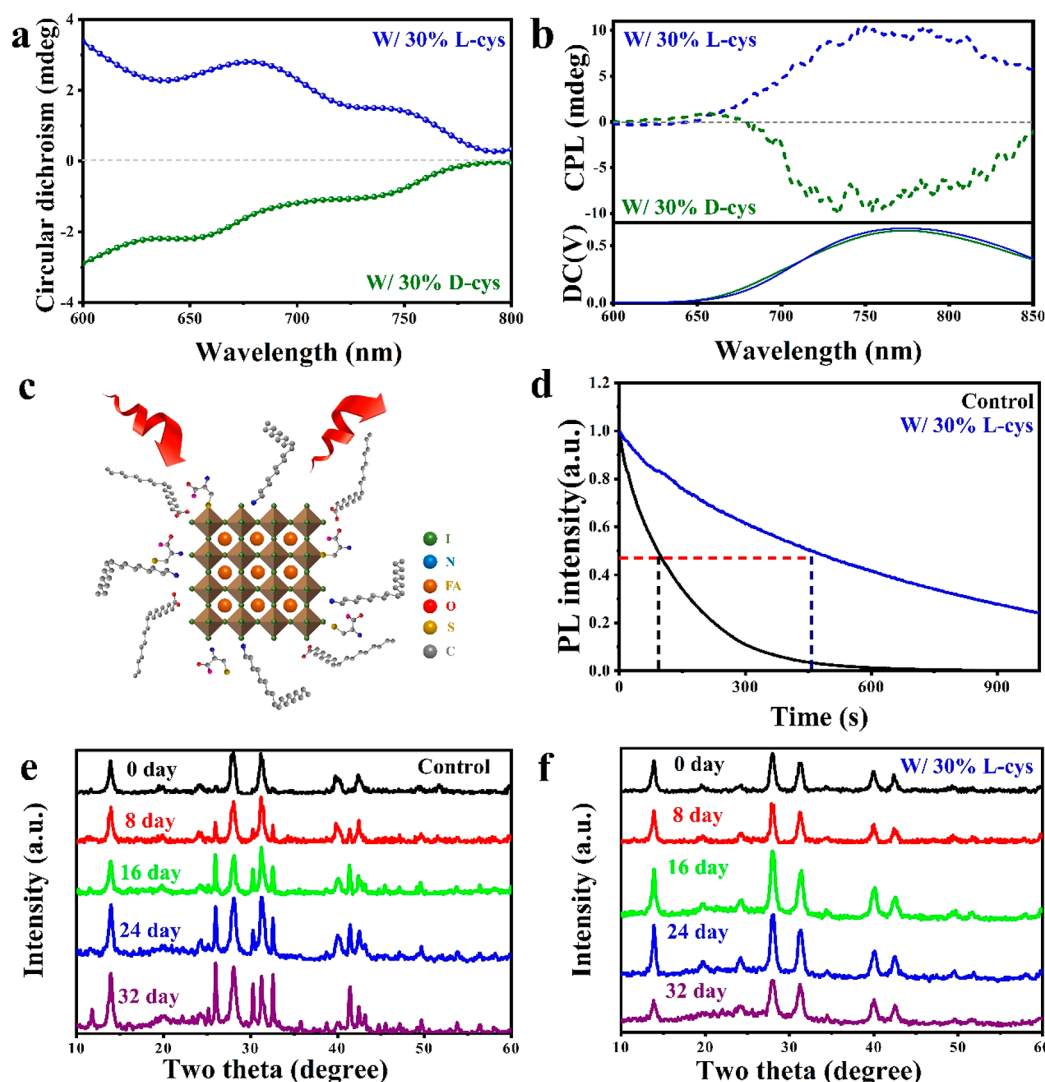 a
W/ 30% L-cys
W/ 30% D-cys
Circular dichroism (mdeg)
4
2
0
-2
-4
600
650
700
750
800
Wavelength (nm)
b
W/ 30% L-cys
W/ 30% D-cys
CPL (mdeg)
10
5
0
-5
-10
DC(V)
0.5
0.0
600
650
700
750
800
850
Wavelength (nm)
c
I
N
FA
O
S
C
d
Control
W/ 30% L-cys
PL intensity(a.u.)
1.2
1.0
0.8
0.6
0.4
0.2
0.0
0
300
600
900
Time (s)
e
Control
0 day
8 day
16 day
24 day
32 day
Intensity (a.u.)
10
20
30
40
50
60
Two theta (degree)
f
W/ 30% L-cys
0 day
8 day
16 day
24 day
32 day
Intensity (a.u.)
10
20
30
40
50
60
Two theta (degree)